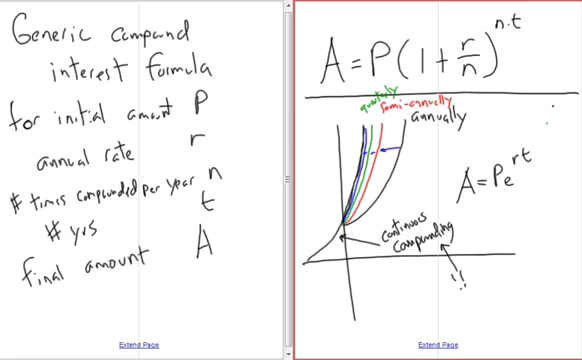 Generic compound
interest formula
for initial amount P
annual rate r
# times compounded per year n
# yrs t
final amount A
Extend Page
A = P(1 + r/n)^n·t
quarterly
semi-annually
annually
A = Pe^rt
continuous
compounding
!!
Extend Page